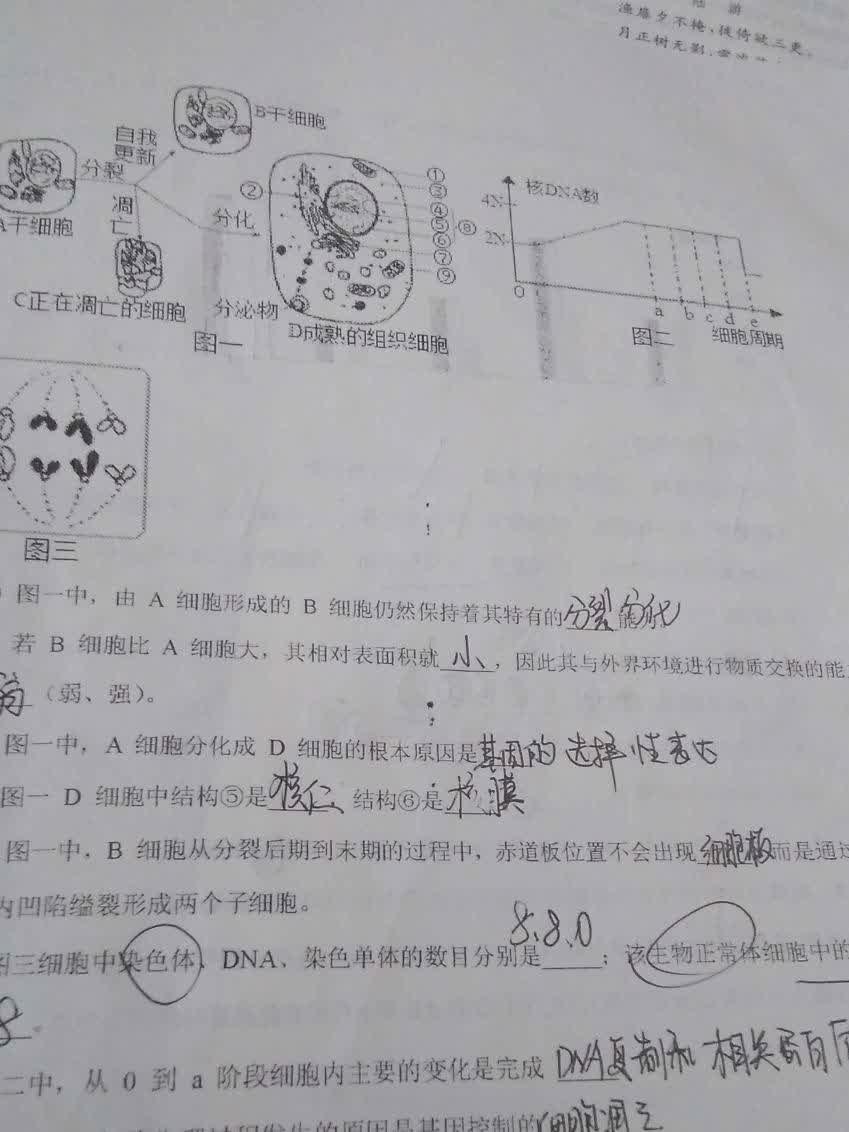 游
渔扉夕不掩，徙倚欲三更。
月正树无影，
B干细胞
自我
更新
分裂
A干细胞
凋
亡
分化
C正在凋亡的细胞
分泌物
D成熟的组织细胞
图一
① ② ③ ④ ⑤ ⑥ ⑦ ⑧ ⑨
核DNA数
4N
2N
0
a b c d e
图二
细胞周期
图三
图一中，由 A 细胞形成的 B 细胞仍然保持着其特有的分裂能力
若 B 细胞比 A 细胞大，其相对表面积就小，因此其与外界环境进行物质交换的能
（弱、强）。
图一中，A 细胞分化成 D 细胞的根本原因是基因的选择性表达
图一 D 细胞中结构⑤是核仁、结构⑥是核膜
图一中，B 细胞从分裂后期到末期的过程中，赤道板位置不会出现细胞板而是通过
内凹陷缢裂形成两个子细胞。
8.8.0
图三细胞中染色体、DNA、染色单体的数目分别是；该生物正常体细胞中的
8。
二中，从 0 到 a 阶段细胞内主要的变化是完成DNA复制和相关蛋白
发生的原因是基因控制的细胞凋亡